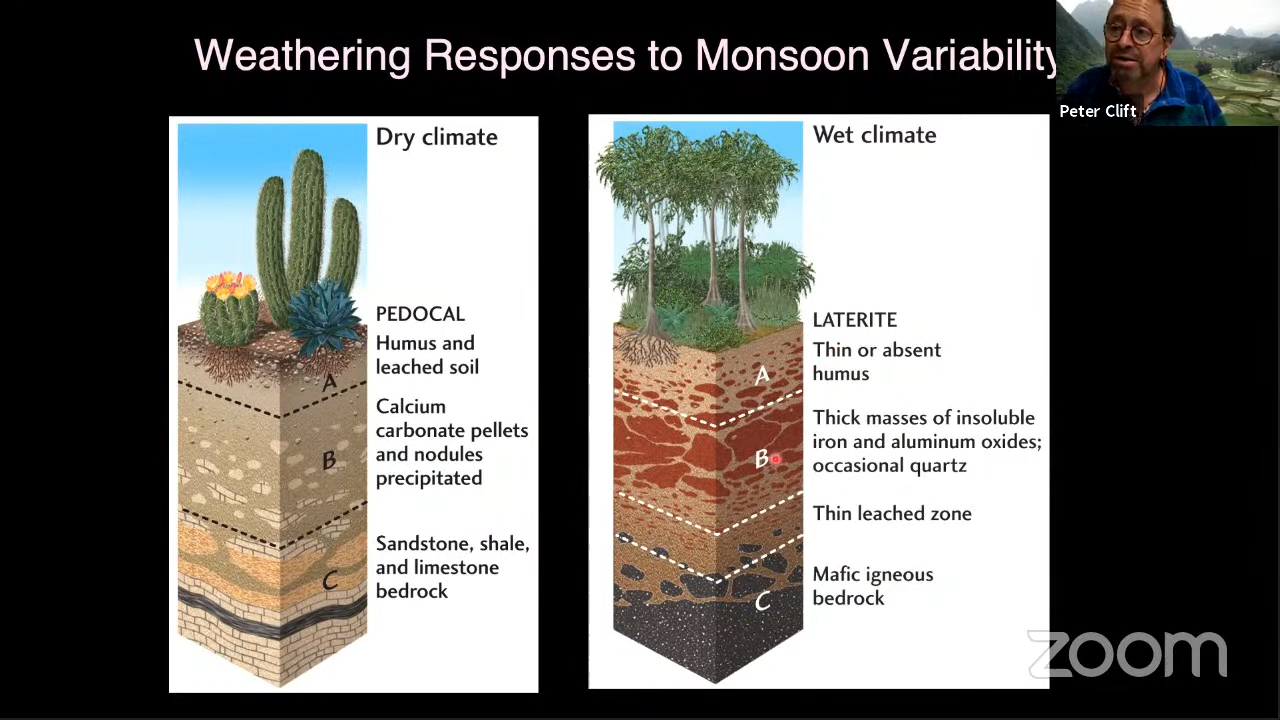 Weathering Responses to Monsoon Variability
Peter Clift
Dry climate
PEDOCAL
Humus and
leached soil
Calcium
carbonate pellets
and nodules
precipitated
Sandstone, shale,
and limestone
bedrock
A
B
C
Wet climate
LATERITE
Thin or absent
humus
Thick masses of insoluble
iron and aluminum oxides;
occasional quartz
Thin leached zone
Mafic igneous
bedrock
A
B
C
zoom